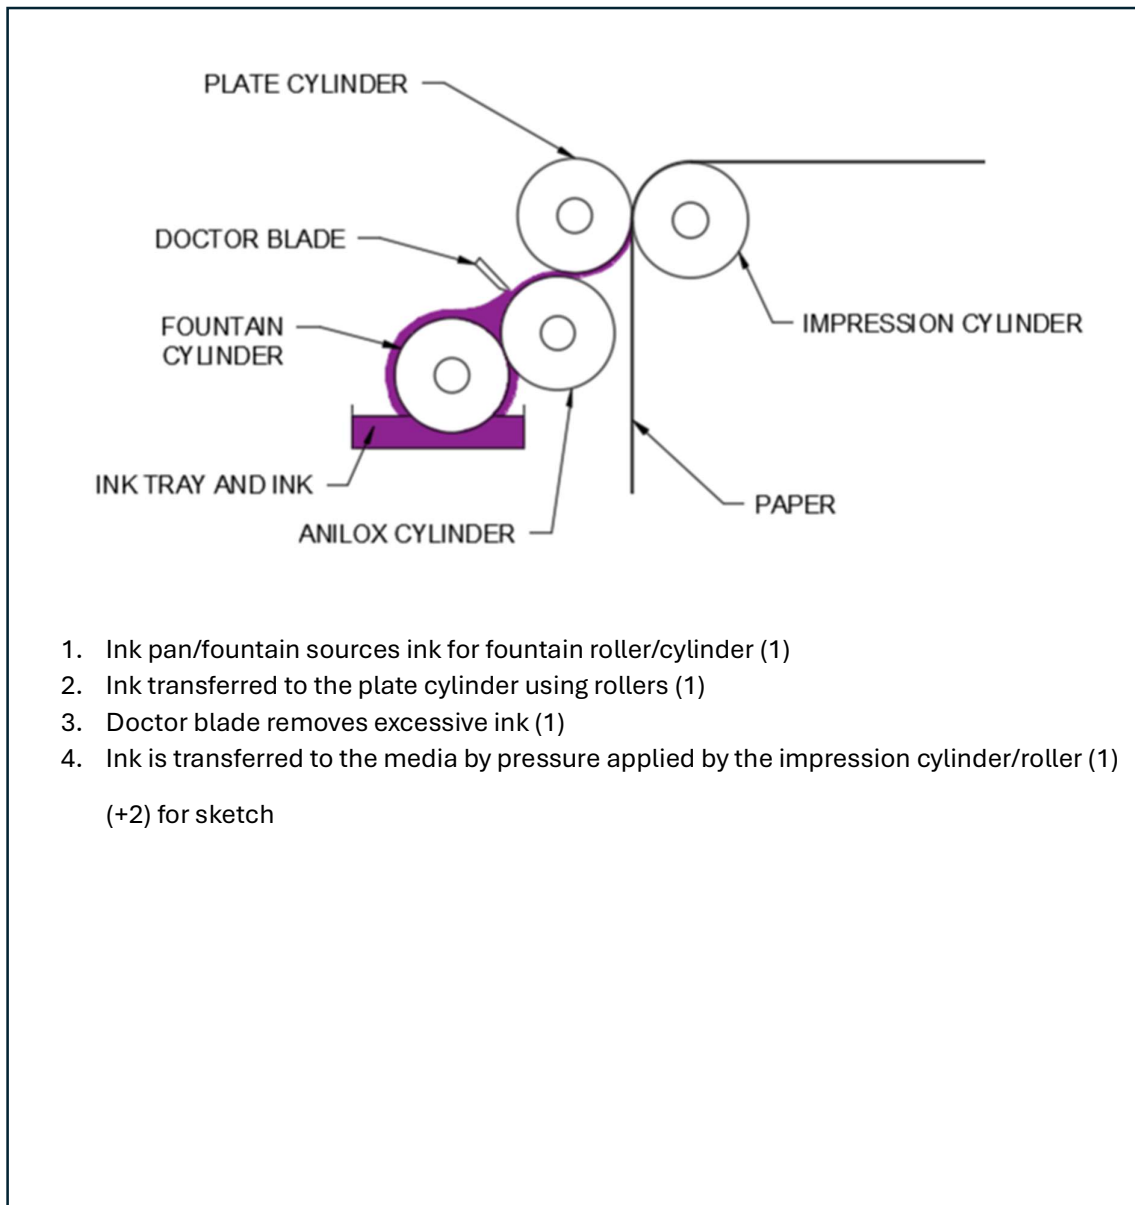 PLATE CYLINDER
DOCTOR BLADE
FOUNTAIN
CYLINDER
IMPRESSION CYLINDER
INK TRAY AND INK
PAPER
ANILOX CYLINDER
1. Ink pan/fountain sources ink for fountain roller/cylinder (1)
2. Ink transferred to the plate cylinder using rollers (1)
3. Doctor blade removes excessive ink (1)
4. Ink is transferred to the media by pressure applied by the impression cylinder/roller (1)
(+2) for sketch